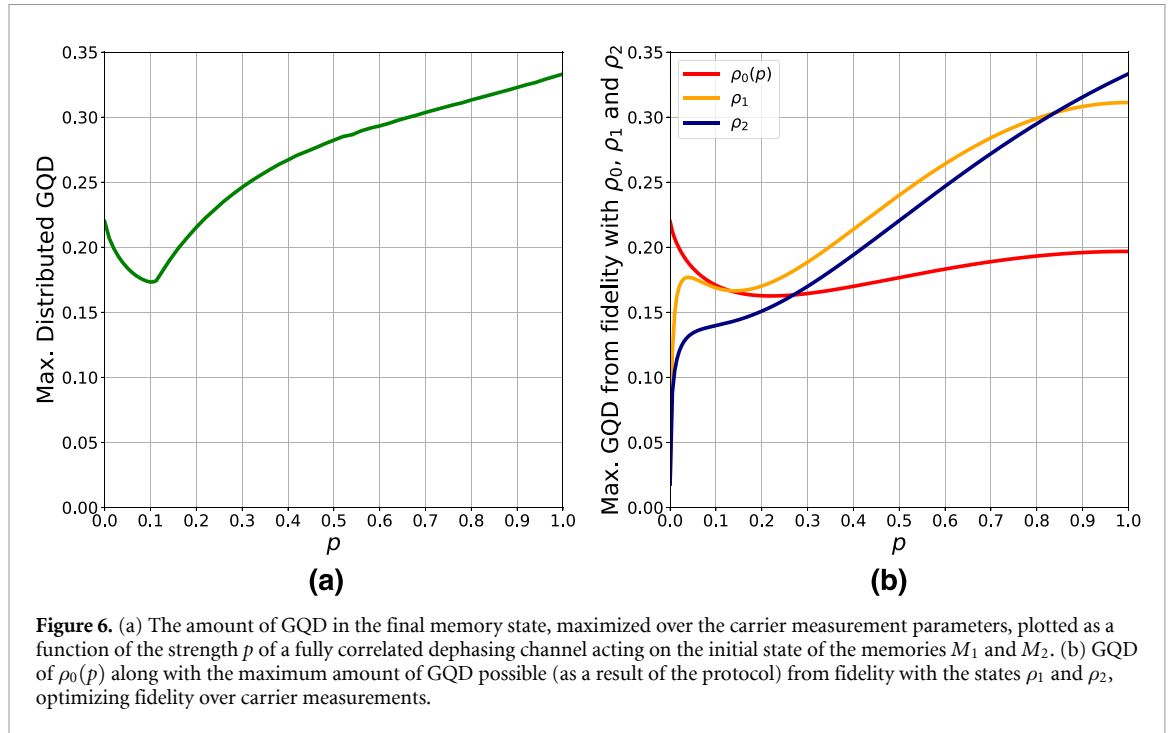 0.35
0.30
0.25
0.20
0.15
0.10
0.05
0.00
Max. Distributed GQD
0.0 0.1 0.2 0.3 0.4 0.5 0.6 0.7 0.8 0.9 1.0
p
(a)
0.35
0.30
0.25
0.20
0.15
0.10
0.05
0.00
Max. GQD from fidelity with ρ0, ρ1 and ρ2
ρ0(p)
ρ1
ρ2
0.0 0.1 0.2 0.3 0.4 0.5 0.6 0.7 0.8 0.9 1.0
p
(b)
Figure 6. (a) The amount of GQD in the final memory state, maximized over the carrier measurement parameters, plotted as a
function of the strength p of a fully correlated dephasing channel acting on the initial state of the memories M1 and M2. (b) GQD
of ρ0(p) along with the maximum amount of GQD possible (as a result of the protocol) from fidelity with the states ρ1 and ρ2,
optimizing fidelity over carrier measurements.